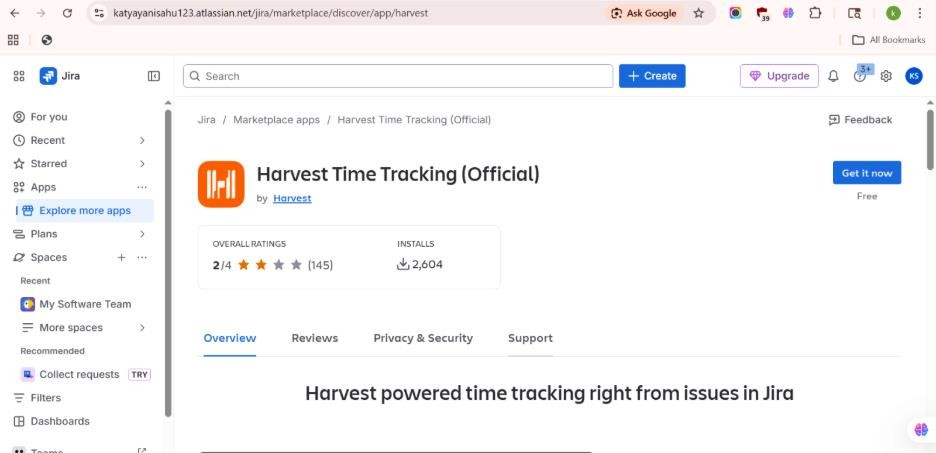 katyayanisahu123.atlassian.net/jira/marketplace/discover/app/harvest
Ask Google
39
k
All Bookmarks
Jira
Search
+ Create
Upgrade
3+
KS
For you
Recent
Starred
Apps
Explore more apps
Plans
Spaces
Recent
My Software Team
More spaces
Recommended
Collect requests TRY
Filters
Dashboards
Teams
Jira / Marketplace apps / Harvest Time Tracking (Official)
Feedback
Harvest Time Tracking (Official)
by Harvest
Get it now
Free
OVERALL RATINGS
2/4 (145)
INSTALLS
2,604
Overview Reviews Privacy & Security Support
Harvest powered time tracking right from issues in Jira